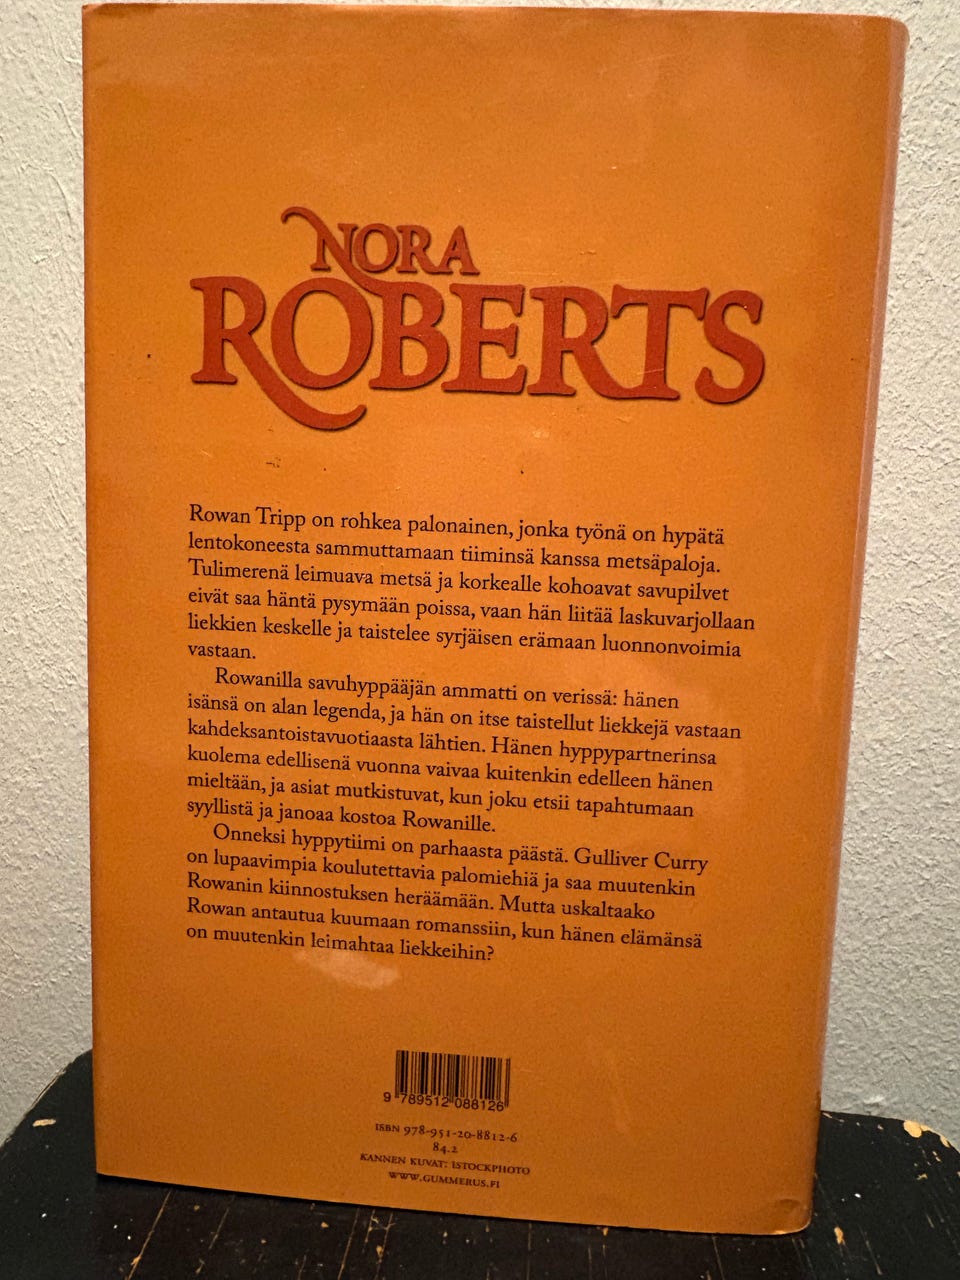 NORA
ROBERTS
Rowan Tripp on rohkea palonainen, jonka työnä on hypätä
lentokoneesta sammuttamaan tiiminsä kanssa metsäpaloja.
Tulimerenä leimuava metsä ja korkealle kohoavat savupilvet
eivät saa häntä pysymään poissa, vaan hän liitää laskuvarjollaan
liekkien keskelle ja taistelee syrjäisen erämaan luonnonvoimia
vastaan.
Rowanilla savuhyppääjän ammatti on verissä: hänen
isänsä on alan legenda, ja hän on itse taistellut liekkejä vastaan
kahdeksantoistavuotiaasta lähtien. Hänen hyppypartnerinsa
kuolema edellisenä vuonna vaivaa kuitenkin edelleen hänen
mieltään, ja asiat mutkistuvat, kun joku etsii tapahtumaan
syyllistä ja janoaa kostoa Rowanille.
Onneksi hyppytiimi on parhaasta päästä. Gulliver Curry
on lupaavimpia koulutettavia palomiehiä ja saa muutenkin
Rowanin kiinnostuksen heräämään. Mutta uskaltaako
Rowan antautua kuumaan romanssiin, kun hänen elämänsä
on muutenkin leimahtaa liekkeihin?
9 789512 088126
ISBN 978-951-20-8812-6
84.2
KANNEN KUVAT: ISTOCKPHOTO
WWW.GUMMERUS.FI